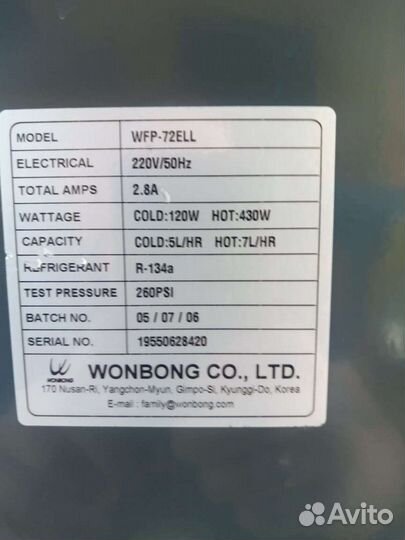 MODEL WFP-72ELL
ELECTRICAL 220V/50Hz
TOTAL AMPS 2.8A
WATTAGE COLD:120W HOT:430W
CAPACITY COLD:5L/HR HOT:7L/HR
REFRIGERANT R-134a
TEST PRESSURE 260PSI
BATCH NO. 05 / 07 / 06
SERIAL NO. 19550628420
WONBONG WONBONG CO., LTD.
170 Nusan-Ri, Yangchon-Myun, Gimpo-Si, Kyunggi-Do, Korea
E-mail : family@wonbong.com
Avito